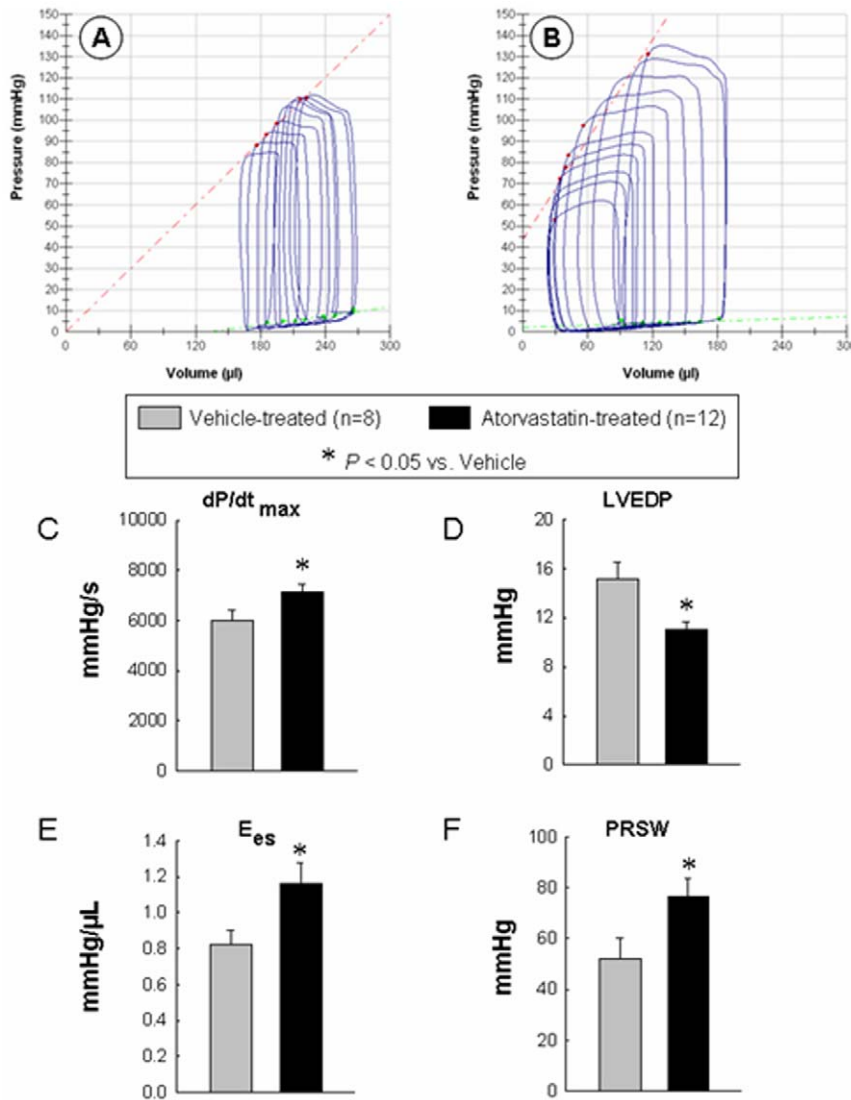 A
Pressure (mmHg)
150
140
130
120
110
100
90
80
70
60
50
40
30
20
10
0
0 60 120 180 240 300
Volume (µl)
B
Pressure (mmHg)
150
140
130
120
110
100
90
80
70
60
50
40
30
20
10
0
0 60 120 180 240 300
Volume (µl)
Vehicle-treated (n=8) Atorvastatin-treated (n=12)
* P < 0.05 vs. Vehicle
C
dP/dt max
mmHg/s
10000
8000
6000
4000
2000
0
*
D
LVEDP
mmHg
20
16
12
8
4
0
*
E
Ees
mmHg/µL
1.4
1.2
1.0
0.8
0.6
0.4
0.2
0.0
*
F
PRSW
mmHg
100
80
60
40
20
0
*